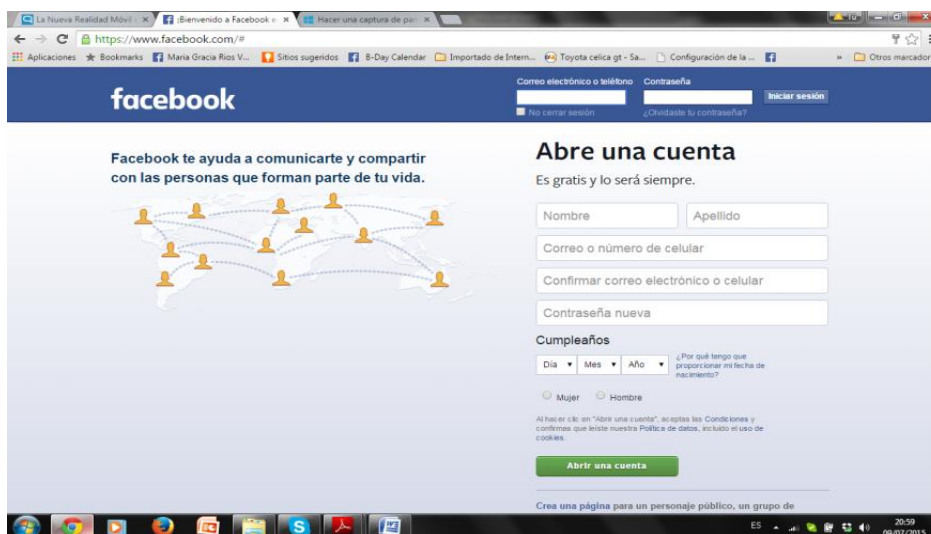 La Nueva Realidad Móvil
¡Bienvenido a Facebook e
Hacer una captura de pan
https://www.facebook.com/#
Aplicaciones Bookmarks Maria Gracia Rios V... Sitios sugeridos B-Day Calendar Importado de Intern... Toyota celica gt - Sa... Configuración de la ... » Otros marcador
Correo electrónico o teléfono Contraseña
facebook
Iniciar sesión
No cerrar sesión ¿Olvidaste tu contraseña?
Facebook te ayuda a comunicarte y compartir
con las personas que forman parte de tu vida.
Abre una cuenta
Es gratis y lo será siempre.
Nombre Apellido
Correo o número de celular
Confirmar correo electrónico o celular
Contraseña nueva
Cumpleaños
Día Mes Año
¿Por qué tengo que
proporcionar mi fecha de
nacimiento?
Mujer Hombre
Al hacer clic en "Abrir una cuenta", aceptas las Condiciones y
confirmas que leíste nuestra Política de datos, incluido el uso de
cookies.
Abrir una cuenta
Crea una página para un personaje público, un grupo de
ES 20:59
09/07/2015